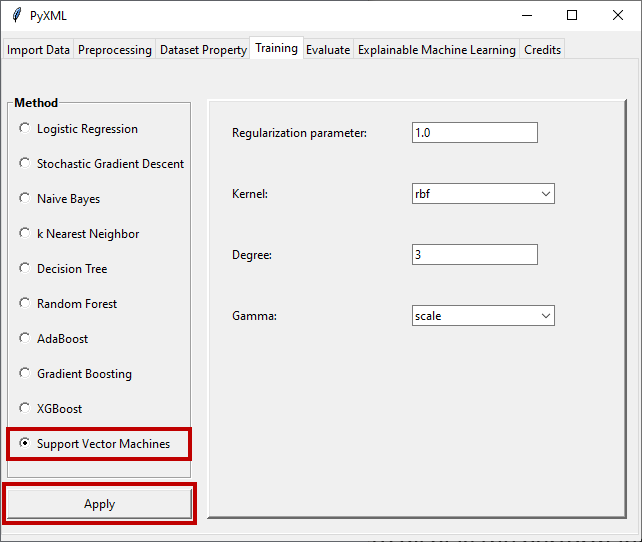 PyXML
Import Data Preprocessing Dataset Property Training Evaluate Explainable Machine Learning Credits
Method
Logistic Regression
Stochastic Gradient Descent
Naive Bayes
k Nearest Neighbor
Decision Tree
Random Forest
AdaBoost
Gradient Boosting
XGBoost
Support Vector Machines
Apply
Regularization parameter: 1.0
Kernel: rbf
Degree: 3
Gamma: scale